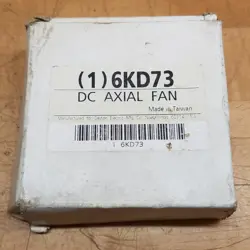 (1)6KD73
DC AXIAL FAN
Made in Taiwan
1 6KD73